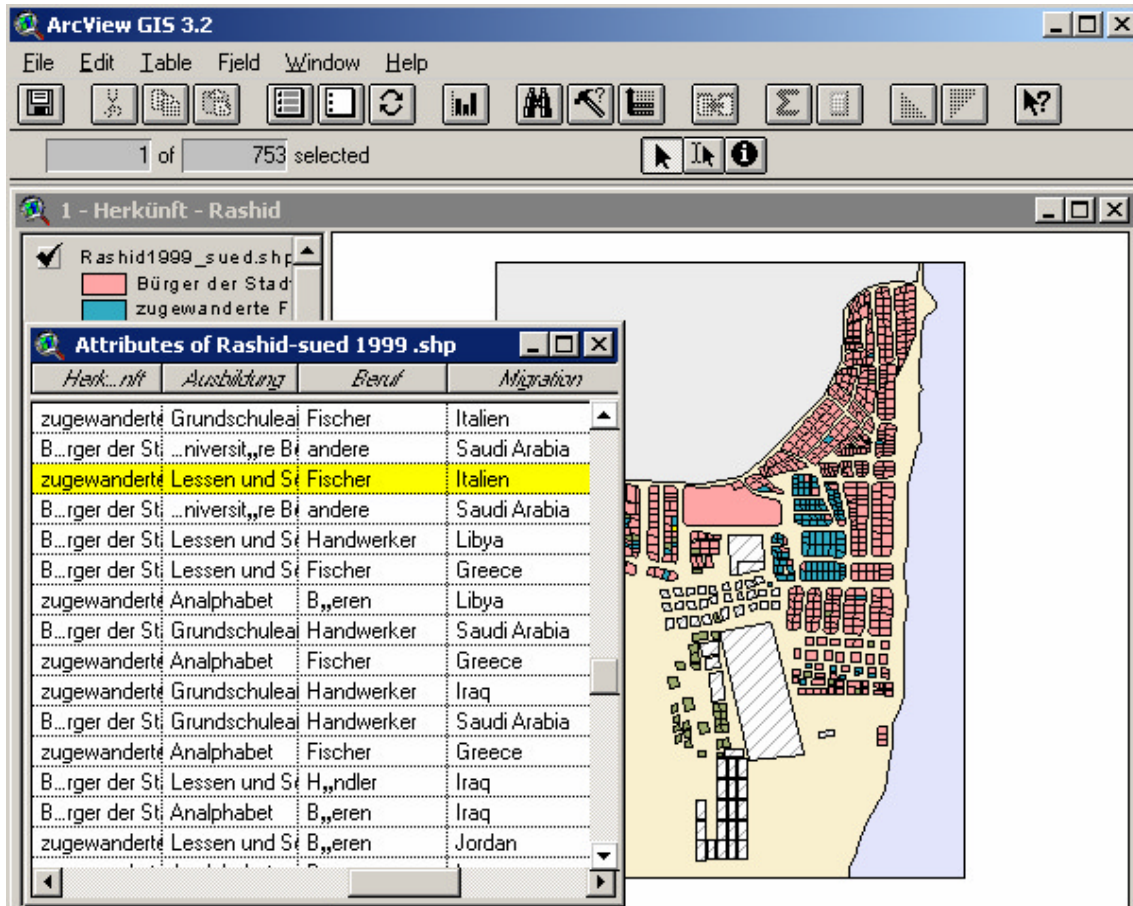 ArcView GIS 3.2
File Edit Table Field Window Help
1 of 753 selected
1 - Herkünft - Rashid
Rashid1999_sued.shp
Bürger der Stad
zugewanderte F
Attributes of Rashid-sued 1999 .shp
Herk...nft Ausbildung Beruf Migration
zugewanderte Grundschuleal Fischer Italien
B...rger der St ...niversit„re Be andere Saudi Arabia
zugewanderte Lessen und Se Fischer Italien
B...rger der St ...niversit„re Be andere Saudi Arabia
B...rger der St Lessen und Se Handwerker Libya
B...rger der St Lessen und Se Fischer Greece
zugewanderte Analphabet B„eren Libya
B...rger der St Grundschuleal Handwerker Saudi Arabia
zugewanderte Analphabet Fischer Greece
zugewanderte Grundschuleal Handwerker Iraq
B...rger der St Grundschuleal Handwerker Saudi Arabia
zugewanderte Analphabet Fischer Greece
B...rger der St Lessen und Se H„ndler Iraq
B...rger der St Analphabet B„eren Iraq
zugewanderte Lessen und Se B„eren Jordan